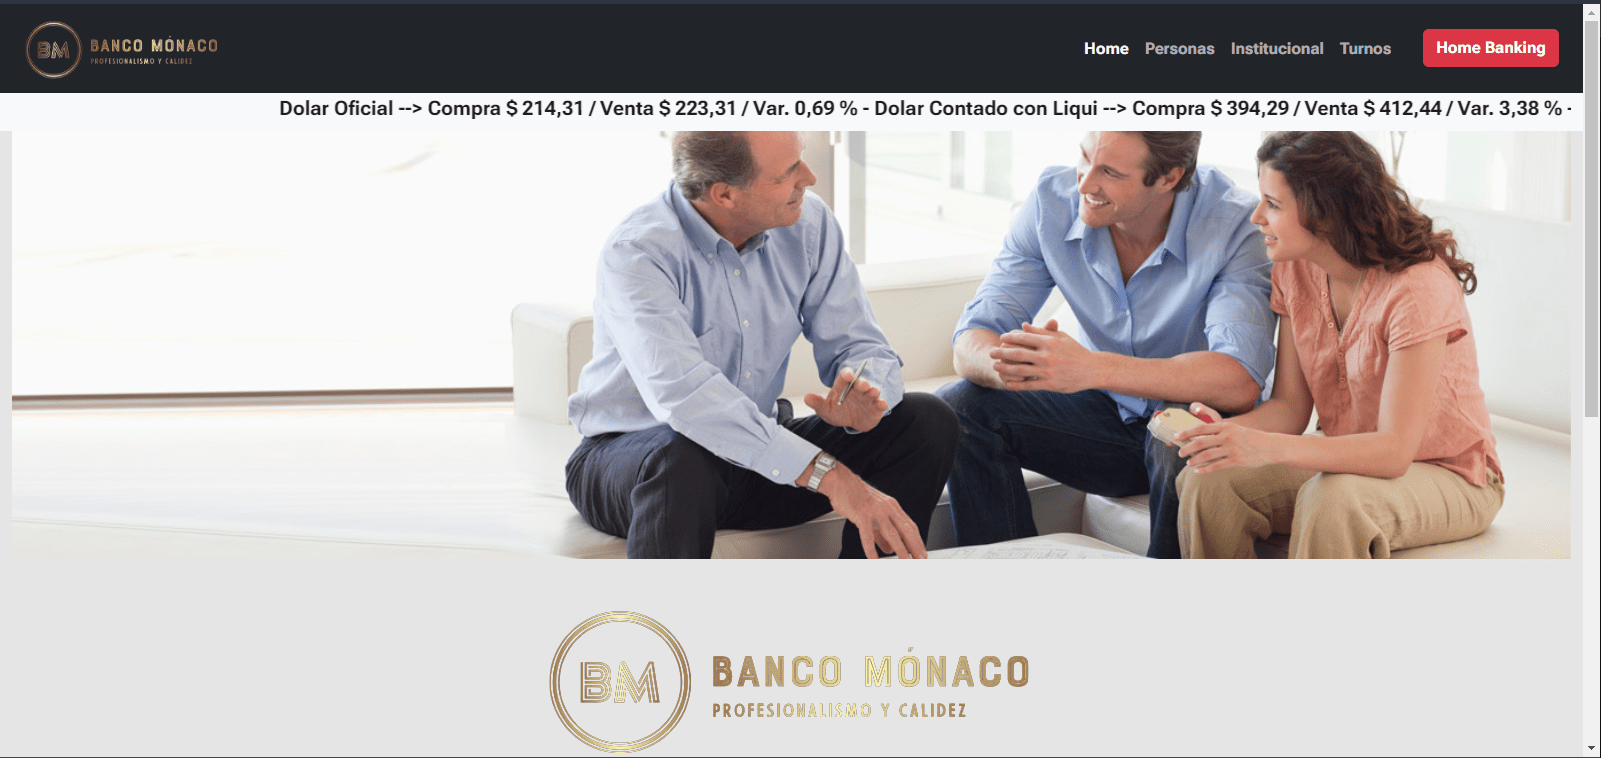 BM BANCO MÓNACO
PROFESIONALISMO Y CALIDEZ
Home Personas Institucional Turnos Home Banking
Dolar Oficial --> Compra $ 214,31 / Venta $ 223,31 / Var. 0,69 % - Dolar Contado con Liqui --> Compra $ 394,29 / Venta $ 412,44 / Var. 3,38 % -
BM BANCO MÓNACO
PROFESIONALISMO Y CALIDEZ